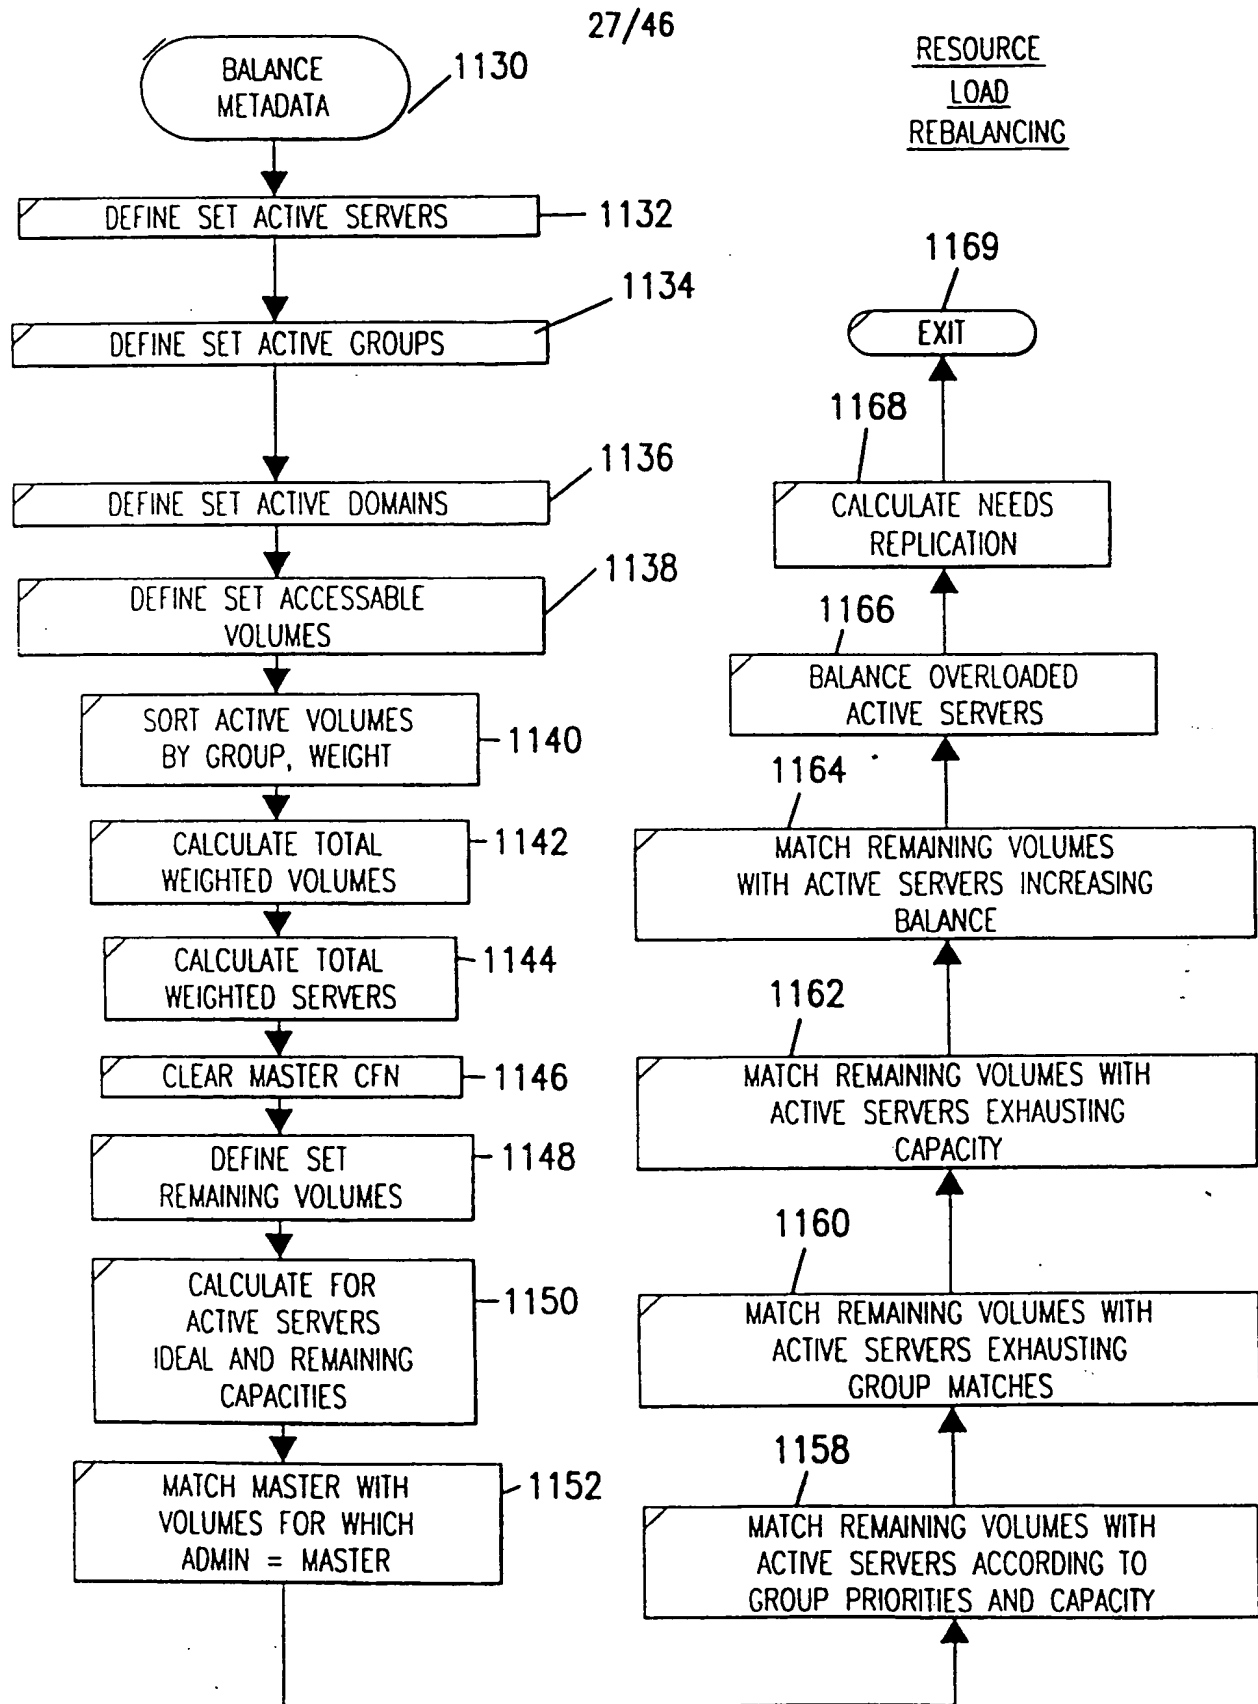 27/46
RESOURCE
LOAD
REBALANCING
BALANCE
METADATA
1130
DEFINE SET ACTIVE SERVERS
1132
DEFINE SET ACTIVE GROUPS
1134
DEFINE SET ACTIVE DOMAINS
1136
DEFINE SET ACCESSABLE
VOLUMES
1138
SORT ACTIVE VOLUMES
BY GROUP, WEIGHT
1140
CALCULATE TOTAL
WEIGHTED VOLUMES
1142
CALCULATE TOTAL
WEIGHTED SERVERS
1144
CLEAR MASTER CFN
1146
DEFINE SET
REMAINING VOLUMES
1148
CALCULATE FOR
ACTIVE SERVERS
IDEAL AND REMAINING
CAPACITIES
1150
MATCH MASTER WITH
VOLUMES FOR WHICH
ADMIN = MASTER
1152
1158
MATCH REMAINING VOLUMES WITH
ACTIVE SERVERS ACCORDING TO
GROUP PRIORITIES AND CAPACITY
1160
MATCH REMAINING VOLUMES WITH
ACTIVE SERVERS EXHAUSTING
GROUP MATCHES
1162
MATCH REMAINING VOLUMES WITH
ACTIVE SERVERS EXHAUSTING
CAPACITY
1164
MATCH REMAINING VOLUMES
WITH ACTIVE SERVERS INCREASING
BALANCE
1166
BALANCE OVERLOADED
ACTIVE SERVERS
1168
CALCULATE NEEDS
REPLICATION
1169
EXIT